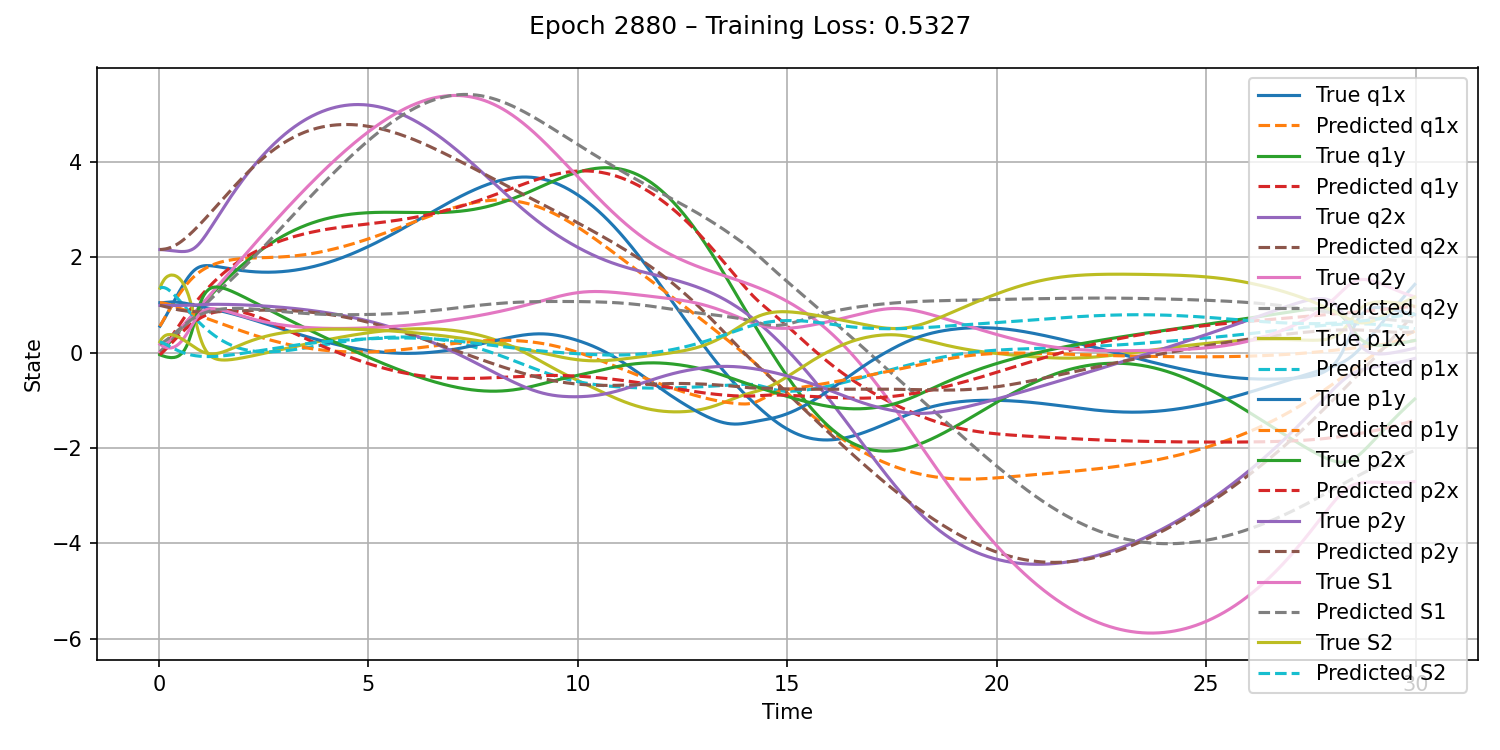 Epoch 2880 – Training Loss: 0.5327
State
4
2
0
−2
−4
−6
0
5
10
15
20
25
30
Time
True q1x
Predicted q1x
True q1y
Predicted q1y
True q2x
Predicted q2x
True q2y
Predicted q2y
True p1x
Predicted p1x
True p1y
Predicted p1y
True p2x
Predicted p2x
True p2y
Predicted p2y
True S1
Predicted S1
True S2
Predicted S2